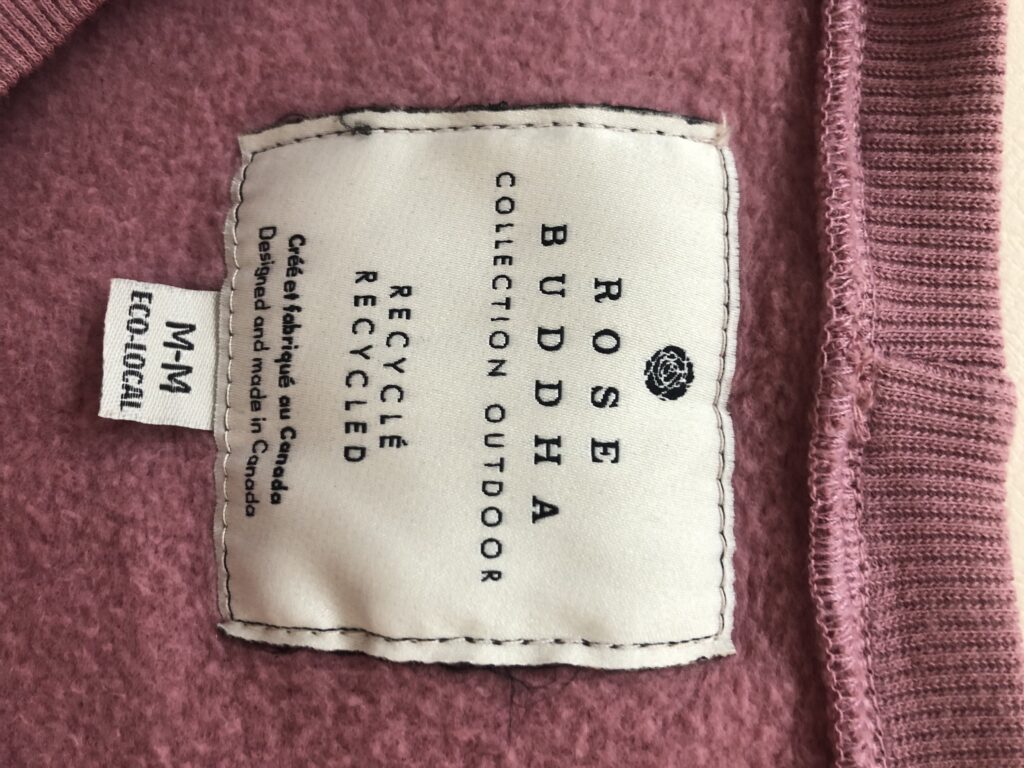 ROSE
BUDDHA
COLLECTION OUTDOOR
RECYCLÉ
RECYCLED
Créé et fabriqué au Canada
Designed and made in Canada
M-M
ECO-LOCAL